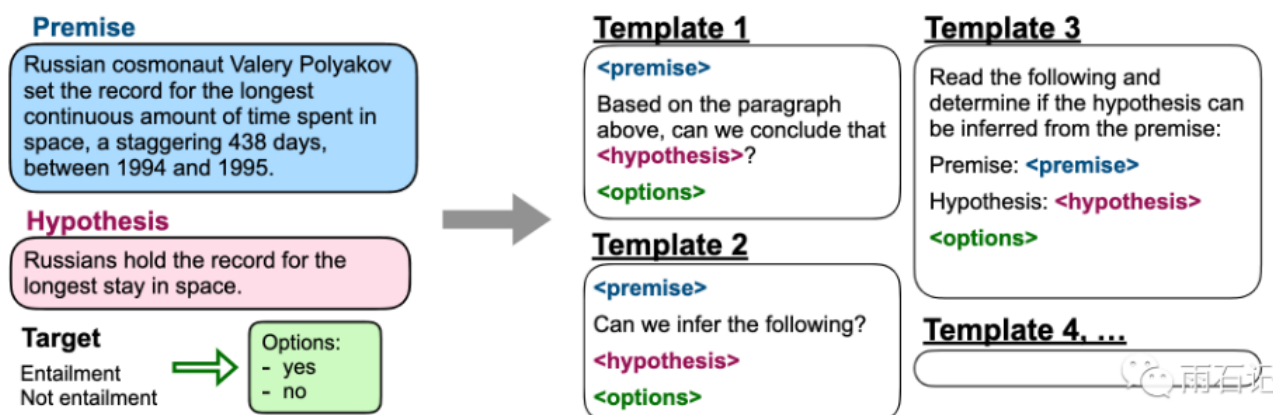 Premise
Russian cosmonaut Valery Polyakov
set the record for the longest
continuous amount of time spent in
space, a staggering 438 days,
between 1994 and 1995.
Hypothesis
Russians hold the record for the
longest stay in space.
Target
Entailment
Not entailment
Options:
- yes
- no
Template 1
<premise>
Based on the paragraph
above, can we conclude that
<hypothesis>?
<options>
Template 2
<premise>
Can we infer the following?
<hypothesis>
<options>
Template 3
Read the following and
determine if the hypothesis can
be inferred from the premise:
Premise: <premise>
Hypothesis: <hypothesis>
<options>
Template 4, ...
雨石记